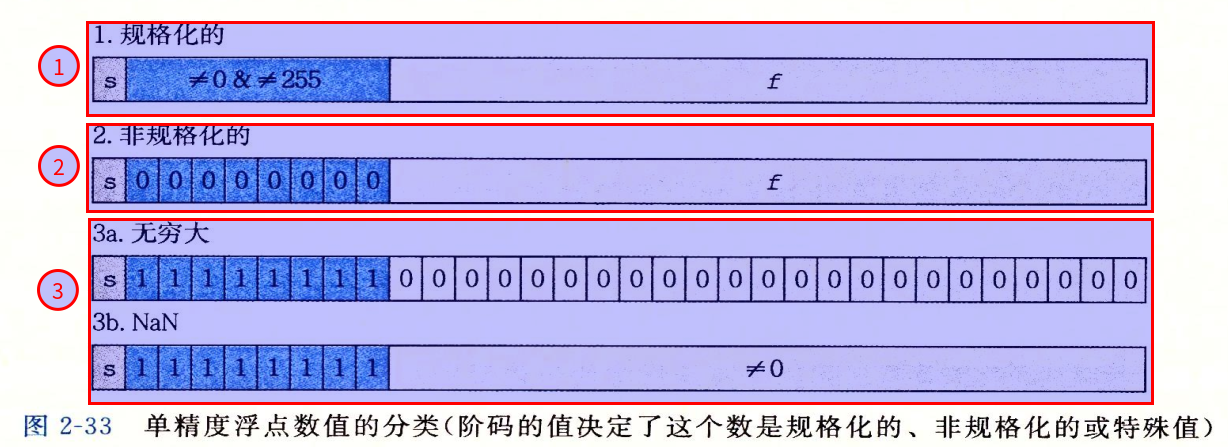 1. 规格化的
1
s ≠0 & ≠255 f
2. 非规格化的
2
s 0 0 0 0 0 0 0 0 f
3a. 无穷大
s 1 1 1 1 1 1 1 1 0 0 0 0 0 0 0 0 0 0 0 0 0 0 0 0 0 0 0 0 0 0 0
3
3b. NaN
s 1 1 1 1 1 1 1 1 ≠0
图 2-33 单精度浮点数值的分类(阶码的值决定了这个数是规格化的、非规格化的或特殊值)